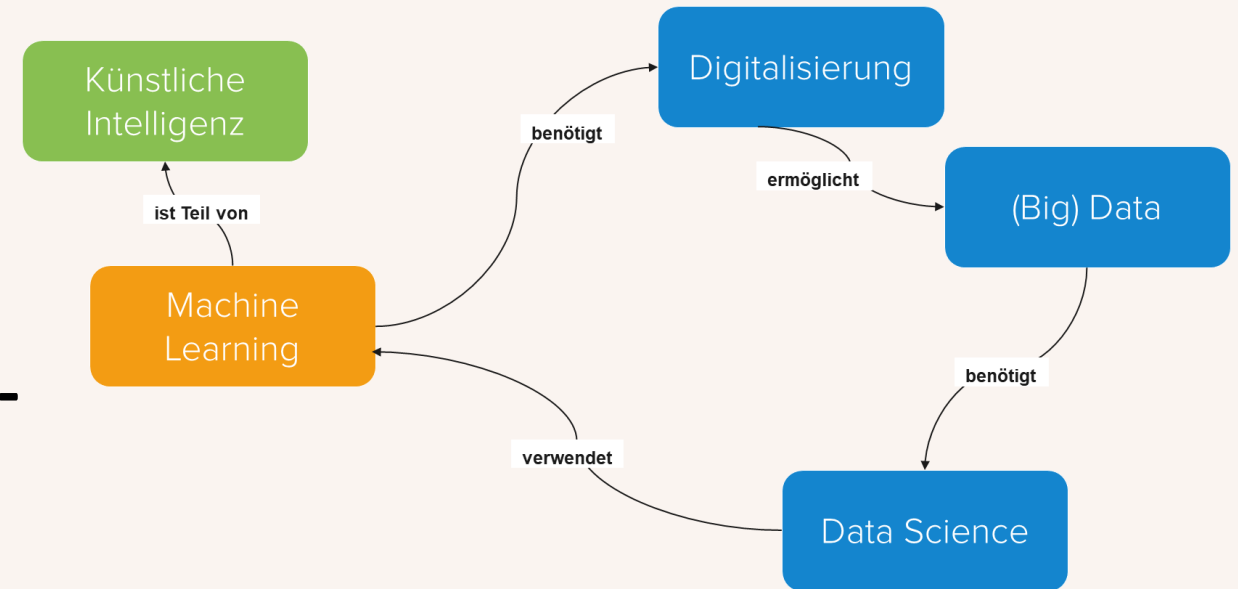 Künstliche
Intelligenz
Digitalisierung
benötigt
ermöglicht
(Big) Data
ist Teil von
Machine
Learning
benötigt
verwendet
Data Science